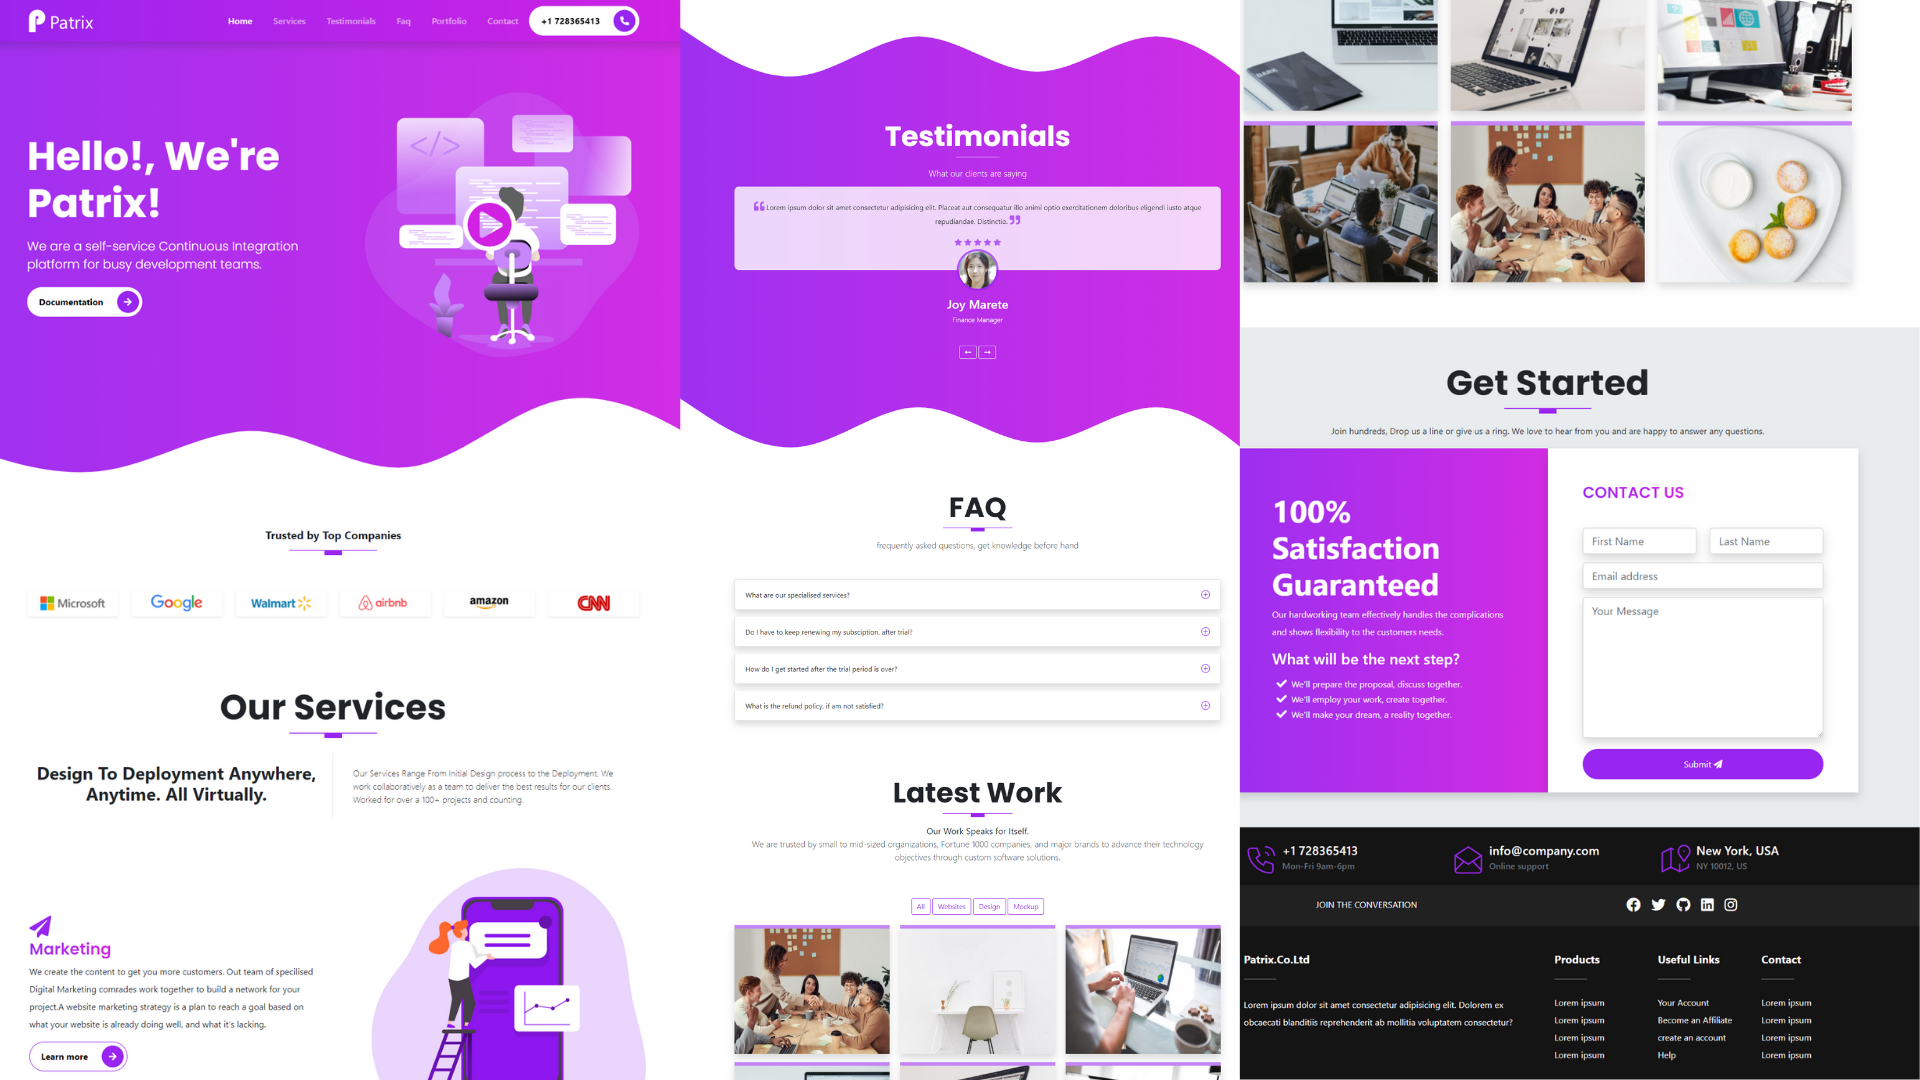 Patrix
Home Services Testimonials Faq Portfolio Contact +1 728365413
Hello!, We're
Patrix!
We are a self-service Continuous Integration
platform for busy development teams.
Documentation
</>
Trusted by Top Companies
Microsoft Google Walmart airbnb amazon CNN
Our Services
Design To Deployment Anywhere,
Anytime. All Virtually.
Our Services Range From Initial Design process to the Deployment. We
work collaboratively as a team to deliver the best results for our clients.
Worked for over a 100+ projects and counting.
Marketing
We create the content to get you more customers. Out team of specilised
Digital Marketing comrades work together to build a network for your
project.A website marketing strategy is a plan to reach a goal based on
what your website is already doing well, and what it's lacking.
Learn more
Testimonials
What our clients are saying
Lorem ipsum dolor sit amet consectetur adipisicing elit. Placeat aut consequatur illo animi optio exercitationem doloribus eligendi iusto atque
repudiandae. Distinctio.
Joy Marete
Finance Manager
FAQ
frequently asked questions, get knowledge before hand
What are our specialised services?
Do I have to keep renewing my subsciption. after trial?
How do I get started after the trial period is over?
What is the refund policy, if am not satisfied?
Latest Work
Our Work Speaks for Itself.
We are trusted by small to mid-sized organizations, Fortune 1000 companies, and major brands to advance their technology
objectives through custom software solutions.
All Websites Design Mockup
Get Started
Join hundreds, Drop us a line or give us a ring. We love to hear from you and are happy to answer any questions.
100%
Satisfaction
Guaranteed
Our hardworking team effectively handles the complications
and shows flexibility to the customers needs.
What will be the next step?
We'll prepare the proposal, discuss together.
We'll employ your work, create together.
We'll make your dream, a reality together.
CONTACT US
First Name Last Name
Email address
Your Message
Submit
+1 728365413
Mon-Fri 9am-6pm
info@company.com
Online support
New York, USA
NY 10012, US
JOIN THE CONVERSATION
Patrix.Co.Ltd
Lorem ipsum dolor sit amet consectetur adipisicing elit. Dolorem ex
obcaecati blanditiis reprehenderit ab mollitia voluptatem consectetur?
Products
Lorem ipsum
Lorem ipsum
Lorem ipsum
Lorem ipsum
Useful Links
Your Account
Become an Affiliate
create an account
Help
Contact
Lorem ipsum
Lorem ipsum
Lorem ipsum
Lorem ipsum